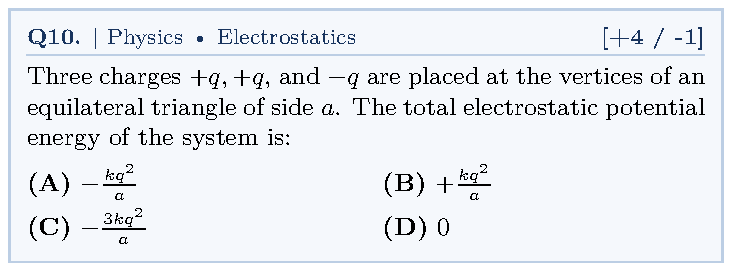 Q10. | Physics • Electrostatics [+4 / -1]
Three charges +q, +q, and −q are placed at the vertices of an
equilateral triangle of side a. The total electrostatic potential
energy of the system is:
(A) −kq²/a (B) +kq²/a
(C) −3kq²/a (D) 0